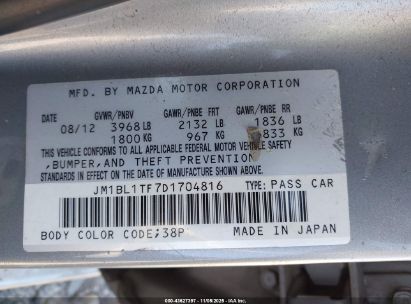 MFD. BY MAZDA MOTOR CORPORATION
DATE GVWR/PNBV GAWR/PNBE FRT GAWR/PNBE RR
08/12 3968 LB 2132 LB 1836 LB
1800 KG 967 KG 833 KG
THIS VEHICLE CONFORMS TO ALL APPLICABLE FEDERAL MOTOR VEHICLE SAFETY
,BUMPER,AND THEFT PREVENTION
STANDARDS IN EFFECT ON THE DATE OF MANUFACTURE SHOWN ABOVE.
JM1BL1TF7D1704816 TYPE: PASS CAR
BODY COLOR CODE;38P MADE IN JAPAN